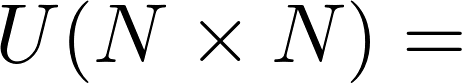 U(N × N) =